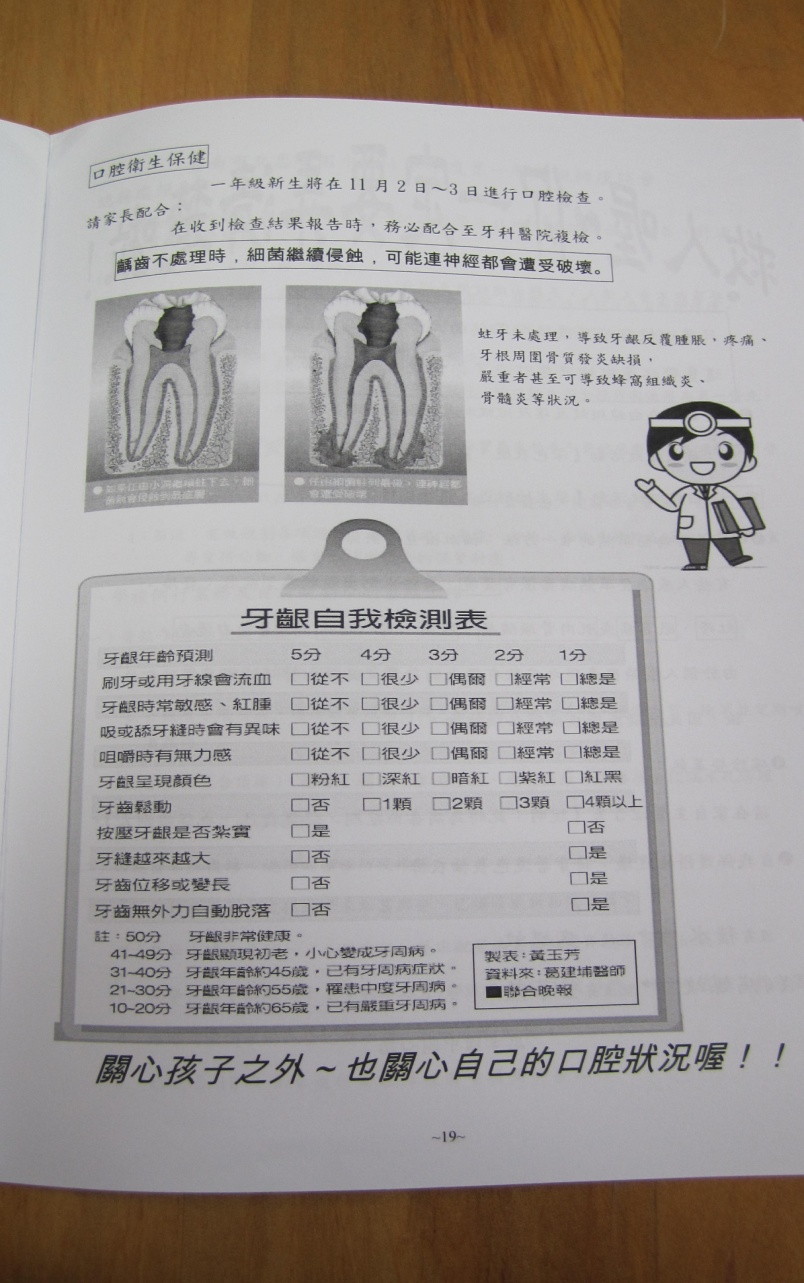 口腔衛生保健
一年級新生將在 11 月 2 日～3 日進行口腔檢查。
請家長配合：
在收到檢查結果報告時，務必配合至牙科醫院複檢。
齲齒不處理時，細菌繼續侵蝕，可能連神經都會遭受破壞。
蛀牙未處理，導致牙齦反覆腫脹，疼痛、
牙根周圍骨質發炎缺損，
嚴重者甚至可導致蜂窩組織炎、
骨髓炎等狀況。
牙齦自我檢測表
牙齦年齡預測 5分 4分 3分 2分 1分
刷牙或用牙線會流血 □從不 □很少 □偶爾 □經常 □總是
牙齦時常敏感、紅腫 □從不 □很少 □偶爾 □經常 □總是
吸或舔牙縫時會有異味 □從不 □很少 □偶爾 □經常 □總是
咀嚼時有無力感 □從不 □很少 □偶爾 □經常 □總是
牙齦呈現顏色 □粉紅 □深紅 □暗紅 □紫紅 □紅黑
牙齒鬆動 □否 □1顆 □2顆 □3顆 □4顆以上
按壓牙齦是否紮實 □是 □否
牙縫越來越大 □否 □是
牙齒位移或變長 □否 □是
牙齒無外力自動脫落 □否 □是
註：50分 牙齦非常健康。
41-49分 牙齦顯現初老，小心變成牙周病。
31-40分 牙齦年齡約45歲，已有牙周病症狀。
21-30分 牙齦年齡約55歲，罹患中度牙周病。
10-20分 牙齦年齡約65歲，已有嚴重牙周病。
製表：黃玉芳
資料來：葛建埔醫師
■聯合晚報
關心孩子之外～也關心自己的口腔狀況喔！！
~19~